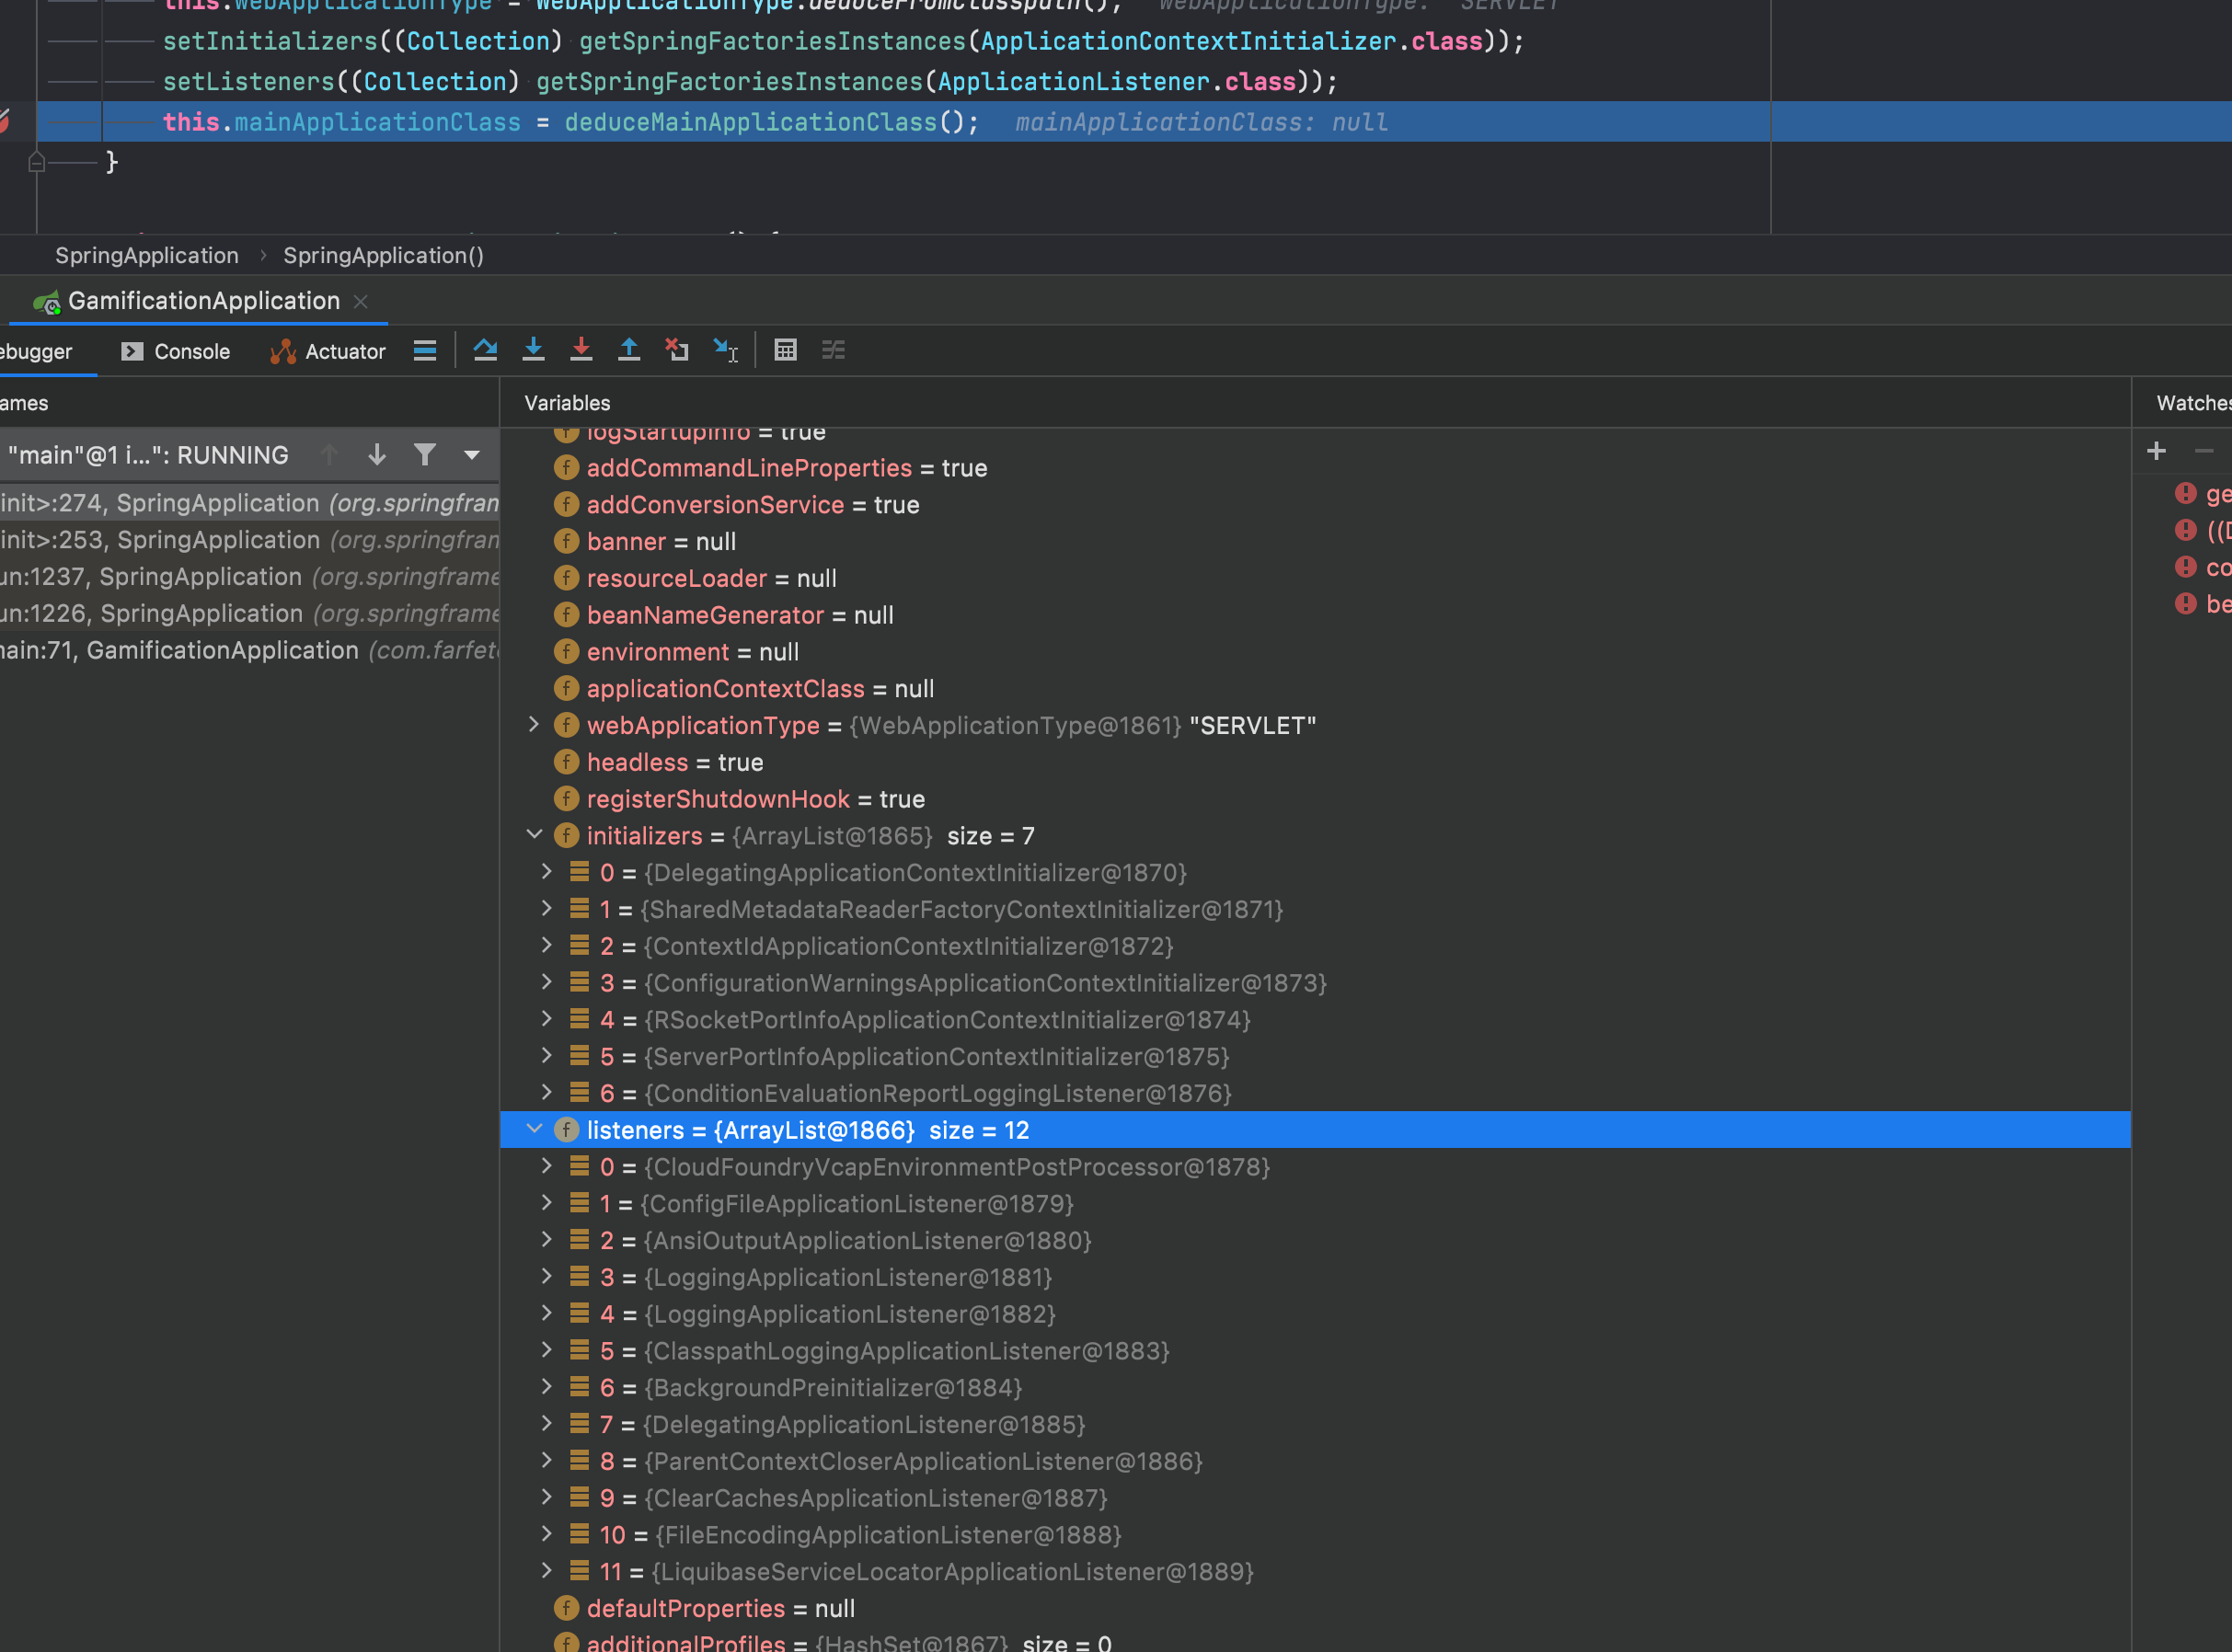 this.webApplicationType = WebApplicationType.deduceFromClasspath(); webApplicationType: "SERVLET"
setInitializers((Collection) getSpringFactoriesInstances(ApplicationContextInitializer.class));
setListeners((Collection) getSpringFactoriesInstances(ApplicationListener.class));
this.mainApplicationClass = deduceMainApplicationClass(); mainApplicationClass: null
}
SpringApplication › SpringApplication()
GamificationApplication
ebugger Console Actuator
ames
Variables
Watches
"main"@1 i...": RUNNING
init>:274, SpringApplication (org.springfram
init>:253, SpringApplication (org.springfram
un:1237, SpringApplication (org.springframe
un:1226, SpringApplication (org.springframe
nain:71, GamificationApplication (com.farfetc
logStartupInfo = true
addCommandLineProperties = true
addConversionService = true
banner = null
resourceLoader = null
beanNameGenerator = null
environment = null
applicationContextClass = null
webApplicationType = {WebApplicationType@1861} "SERVLET"
headless = true
registerShutdownHook = true
initializers = {ArrayList@1865} size = 7
0 = {DelegatingApplicationContextInitializer@1870}
1 = {SharedMetadataReaderFactoryContextInitializer@1871}
2 = {ContextIdApplicationContextInitializer@1872}
3 = {ConfigurationWarningsApplicationContextInitializer@1873}
4 = {RSocketPortInfoApplicationContextInitializer@1874}
5 = {ServerPortInfoApplicationContextInitializer@1875}
6 = {ConditionEvaluationReportLoggingListener@1876}
listeners = {ArrayList@1866} size = 12
0 = {CloudFoundryVcapEnvironmentPostProcessor@1878}
1 = {ConfigFileApplicationListener@1879}
2 = {AnsiOutputApplicationListener@1880}
3 = {LoggingApplicationListener@1881}
4 = {LoggingApplicationListener@1882}
5 = {ClasspathLoggingApplicationListener@1883}
6 = {BackgroundPreinitializer@1884}
7 = {DelegatingApplicationListener@1885}
8 = {ParentContextCloserApplicationListener@1886}
9 = {ClearCachesApplicationListener@1887}
10 = {FileEncodingApplicationListener@1888}
11 = {LiquibaseServiceLocatorApplicationListener@1889}
defaultProperties = null
additionalProfiles = {HashSet@1867} size = 0
ge
((D
co
be